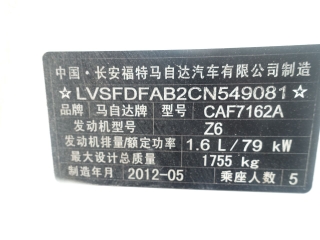 中国·长安福特马自达汽车有限公司制造
☆LVSFDFAB2CN549081☆
品牌 马自达牌 型号 CAF7162A
发动机型号 Z6
发动机排量/额定功率 1.6 L/79 kW
最大设计总质量 1755 kg
制造年月 2012-05 乘座人数 5